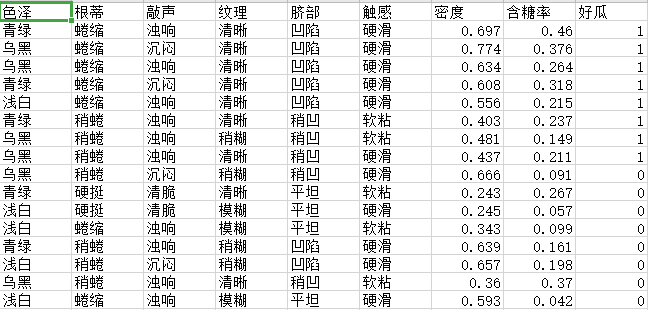 色泽 根蒂 敲声 纹理 脐部 触感 密度 含糖率 好瓜
青绿 蜷缩 浊响 清晰 凹陷 硬滑 0.697 0.46 1
乌黑 蜷缩 沉闷 清晰 凹陷 硬滑 0.774 0.376 1
乌黑 蜷缩 浊响 清晰 凹陷 硬滑 0.634 0.264 1
青绿 蜷缩 沉闷 清晰 凹陷 硬滑 0.608 0.318 1
浅白 蜷缩 浊响 清晰 凹陷 硬滑 0.556 0.215 1
青绿 稍蜷 浊响 清晰 稍凹 软粘 0.403 0.237 1
乌黑 稍蜷 浊响 稍糊 稍凹 软粘 0.481 0.149 1
乌黑 稍蜷 浊响 清晰 稍凹 硬滑 0.437 0.211 1
乌黑 稍蜷 沉闷 稍糊 稍凹 硬滑 0.666 0.091 0
青绿 硬挺 清脆 清晰 平坦 软粘 0.243 0.267 0
浅白 硬挺 清脆 模糊 平坦 硬滑 0.245 0.057 0
浅白 蜷缩 浊响 模糊 平坦 软粘 0.343 0.099 0
青绿 稍蜷 浊响 稍糊 凹陷 硬滑 0.639 0.161 0
浅白 稍蜷 沉闷 稍糊 凹陷 硬滑 0.657 0.198 0
乌黑 稍蜷 浊响 清晰 稍凹 软粘 0.36 0.37 0
浅白 蜷缩 浊响 模糊 平坦 硬滑 0.593 0.042 0